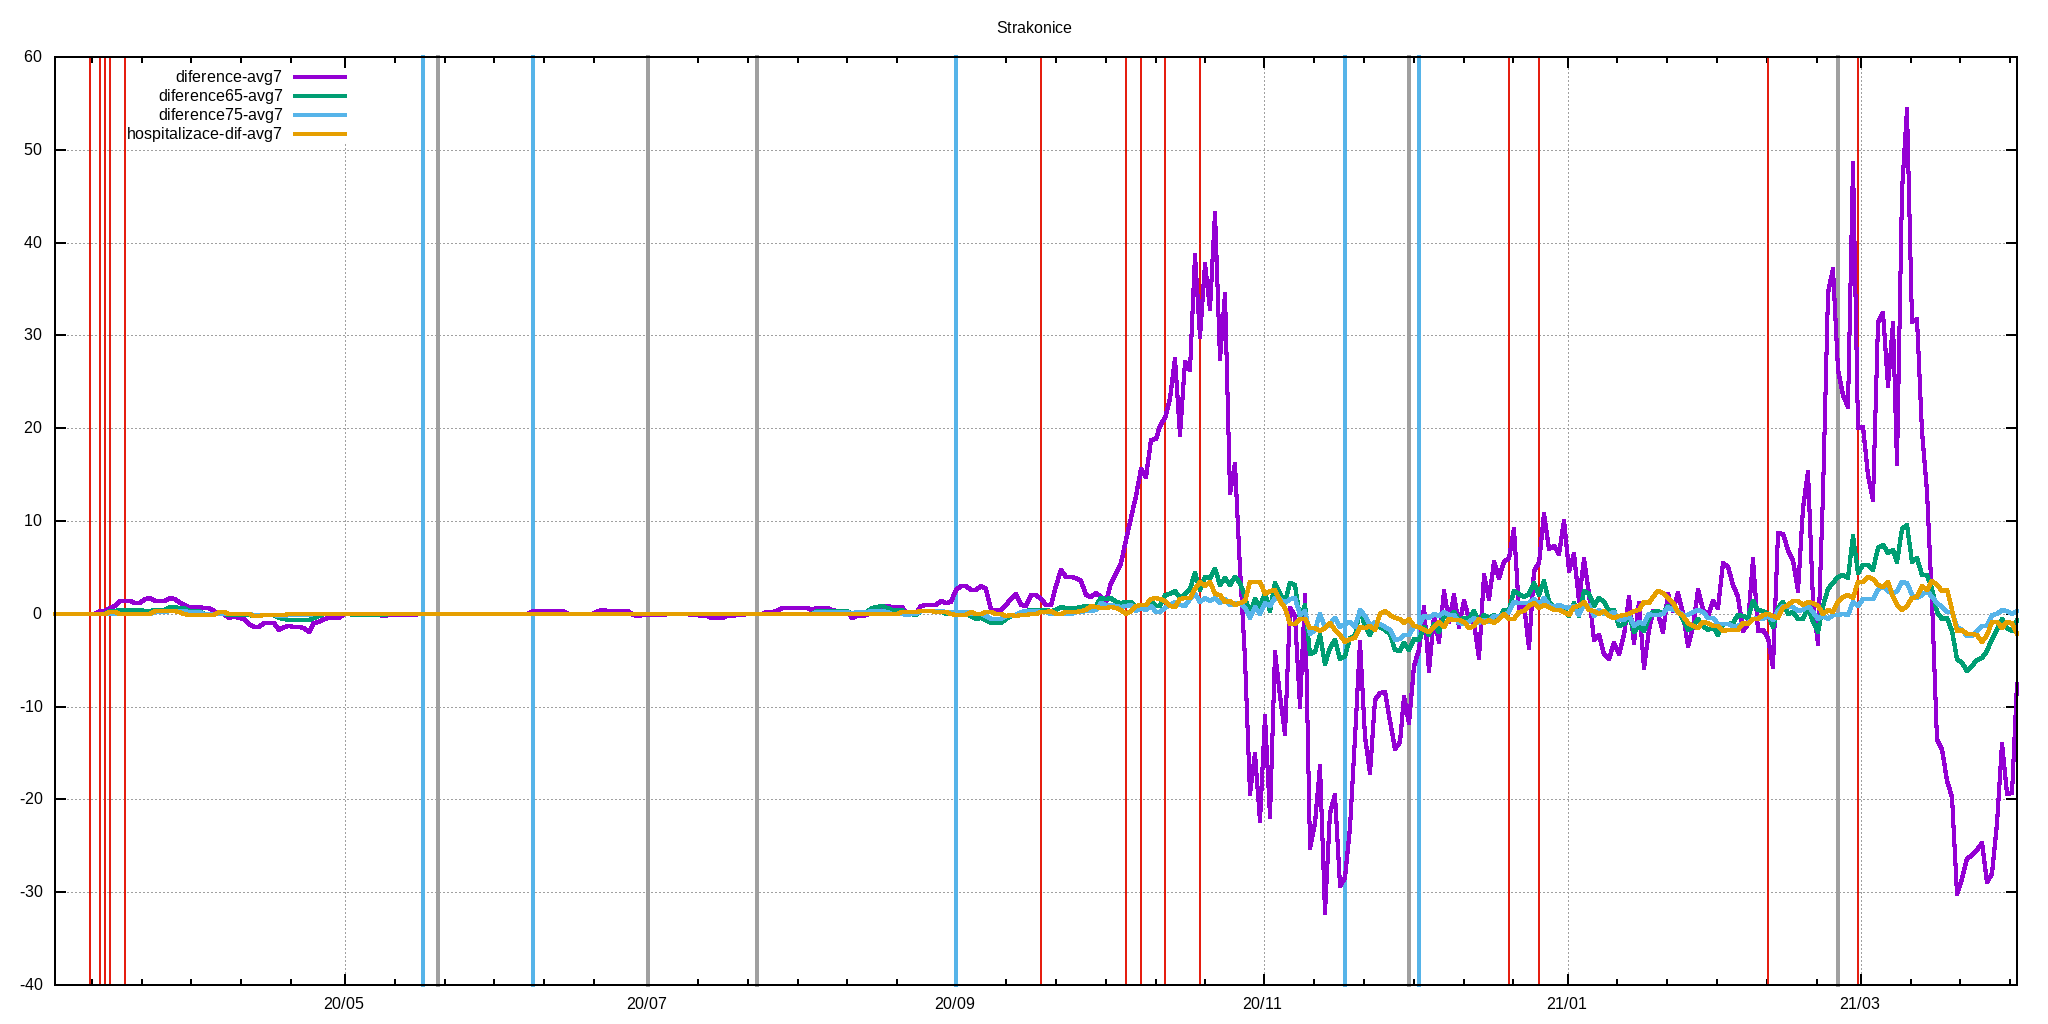 Strakonice
60
50
40
30
20
10
0
-10
-20
-30
-40
diference-avg7
diference65-avg7
diference75-avg7
hospitalizace-dif-avg7
20/05 20/07 20/09 20/11 21/01 21/03